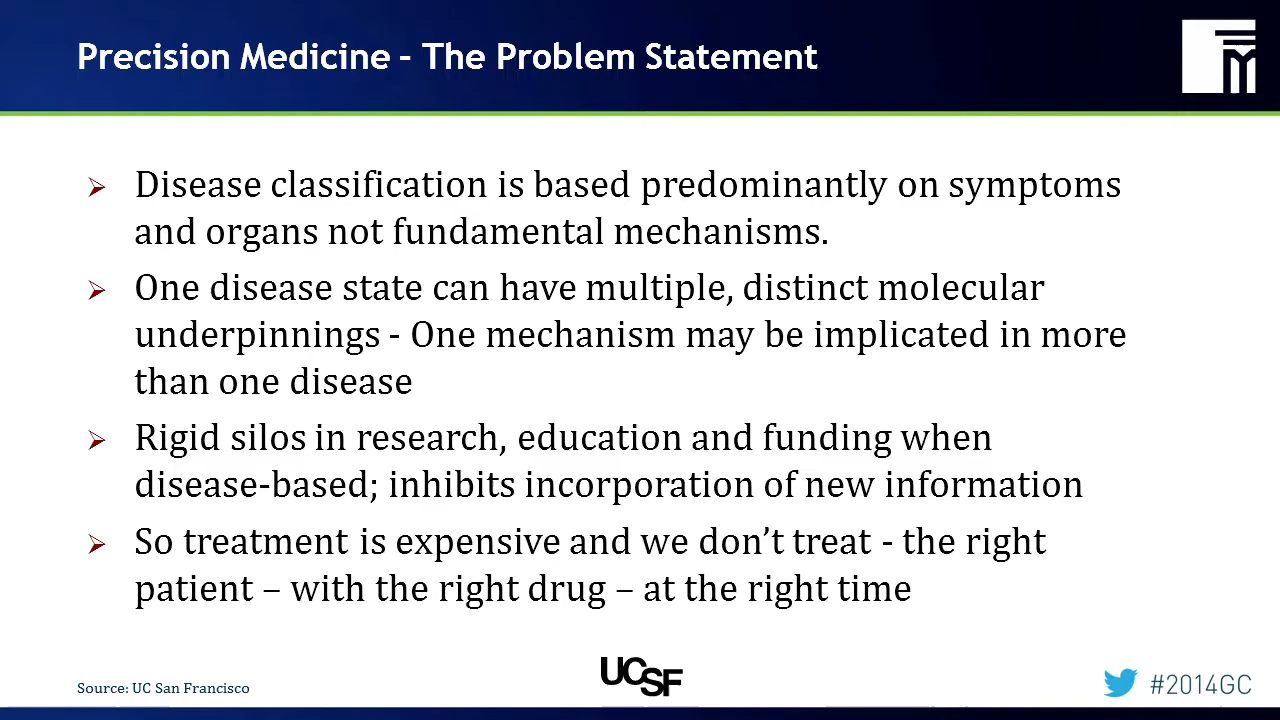 Precision Medicine - The Problem Statement
Disease classification is based predominantly on symptoms
and organs not fundamental mechanisms.
One disease state can have multiple, distinct molecular
underpinnings - One mechanism may be implicated in more
than one disease
Rigid silos in research, education and funding when
disease-based; inhibits incorporation of new information
So treatment is expensive and we don’t treat - the right
patient – with the right drug – at the right time
UCSF
Source: UC San Francisco
#2014GC